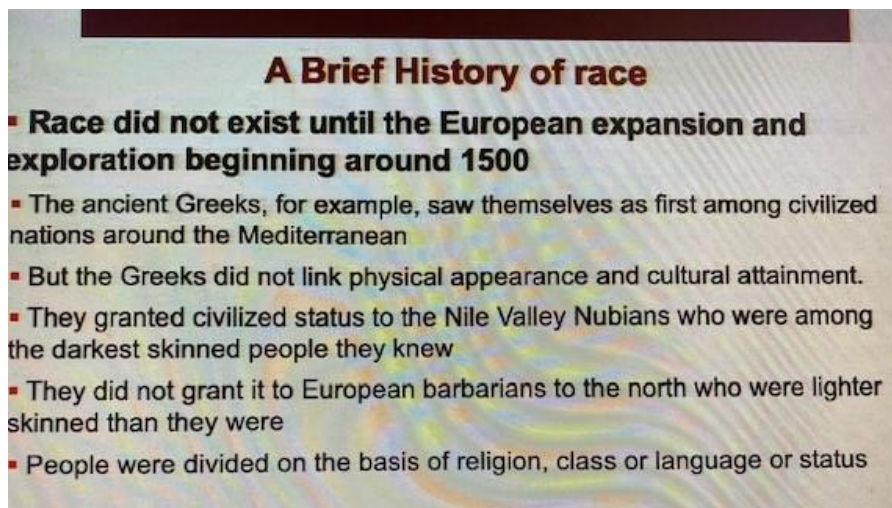 A Brief History of race
▪ Race did not exist until the European expansion and
exploration beginning around 1500
▪ The ancient Greeks, for example, saw themselves as first among civilized
nations around the Mediterranean
▪ But the Greeks did not link physical appearance and cultural attainment.
▪ They granted civilized status to the Nile Valley Nubians who were among
the darkest skinned people they knew
▪ They did not grant it to European barbarians to the north who were lighter
skinned than they were
▪ People were divided on the basis of religion, class or language or status